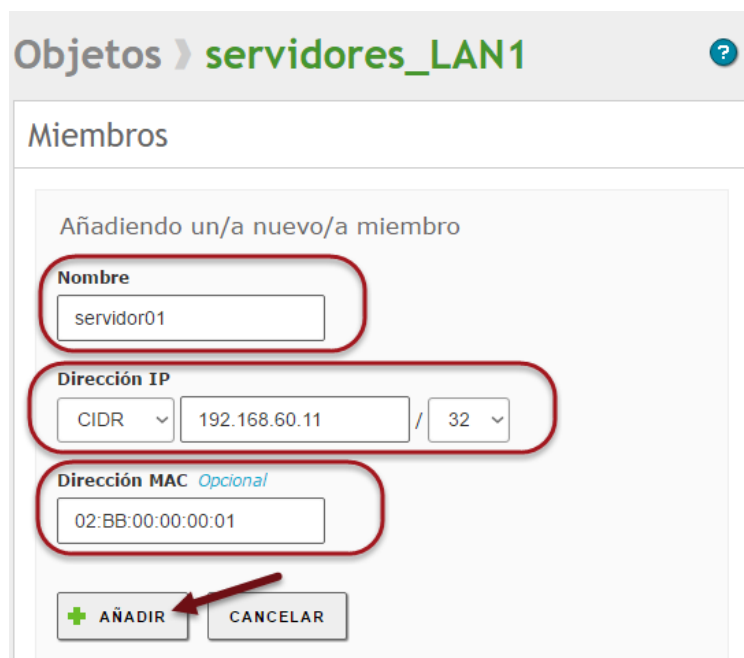 Objetos servidores_LAN1 ?
Miembros
Añadiendo un/a nuevo/a miembro
Nombre
servidor01
Dirección IP
CIDR 192.168.60.11 / 32
Dirección MAC Opcional
02:BB:00:00:00:01
AÑADIR CANCELAR